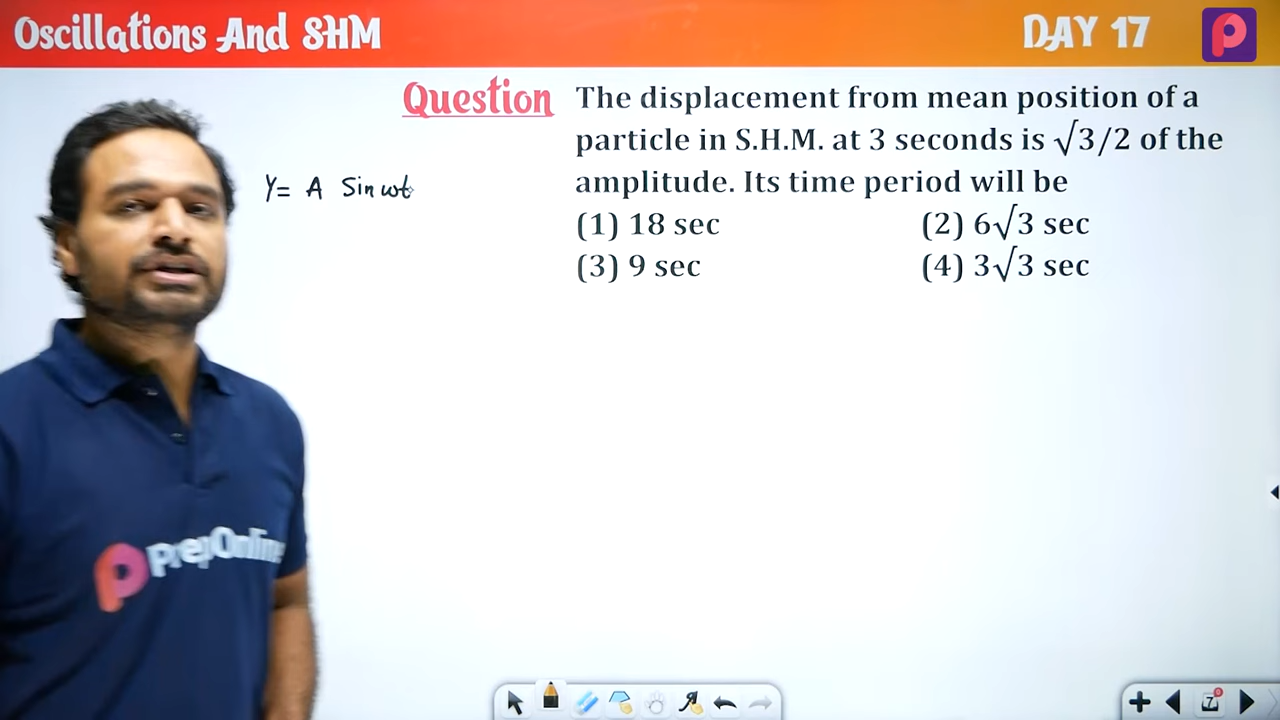 Oscillations And SHM
DAY 17
Question The displacement from mean position of a
particle in S.H.M. at 3 seconds is √3/2 of the
amplitude. Its time period will be
(1) 18 sec (2) 6√3 sec
(3) 9 sec (4) 3√3 sec
Y= A Sin ωt
PrepOnline